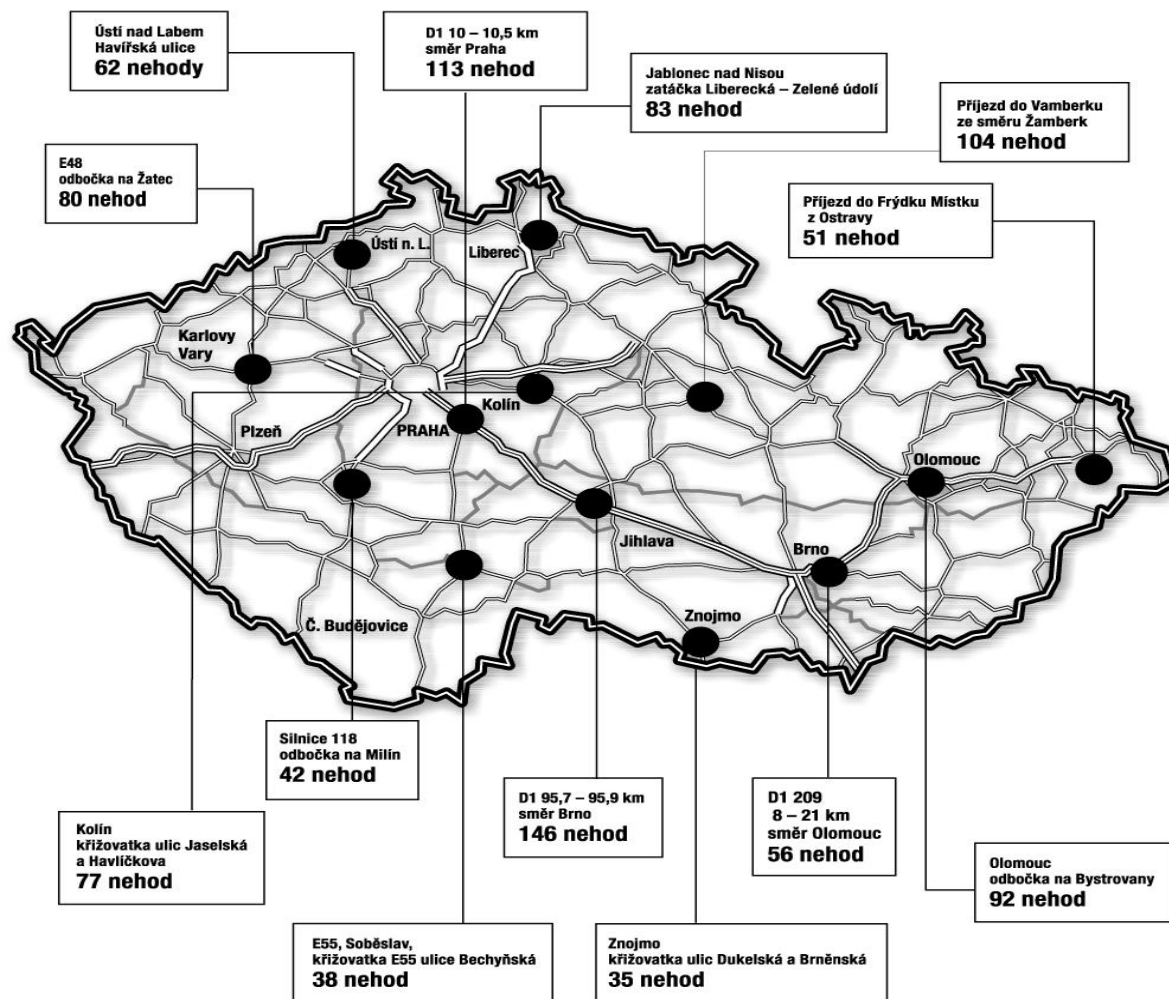 Ústí nad Labem
Havířská ulice
62 nehody
D1 10 – 10,5 km
směr Praha
113 nehod
Jablonec nad Nisou
zatáčka Liberecká – Zelené údolí
83 nehod
Příjezd do Vamberku
ze směru Žamberk
104 nehod
E48
odbočka na Žatec
80 nehod
Příjezd do Frýdku Místku
z Ostravy
51 nehod
Ústí n. L.
Liberec
Karlovy
Vary
Kolín
Plzeň
PRAHA
Olomouc
Jihlava
Brno
Znojmo
Č. Budějovice
Silnice 118
odbočka na Milín
42 nehod
D1 95,7 – 95,9 km
směr Brno
146 nehod
D1 209
8 – 21 km
směr Olomouc
56 nehod
Kolín
křižovatka ulic Jaselská
a Havlíčkova
77 nehod
Olomouc
odbočka na Bystrovany
92 nehod
E55, Soběslav,
křižovatka E55 ulice Bechyňská
38 nehod
Znojmo
křižovatka ulic Dukelská a Brněnská
35 nehod